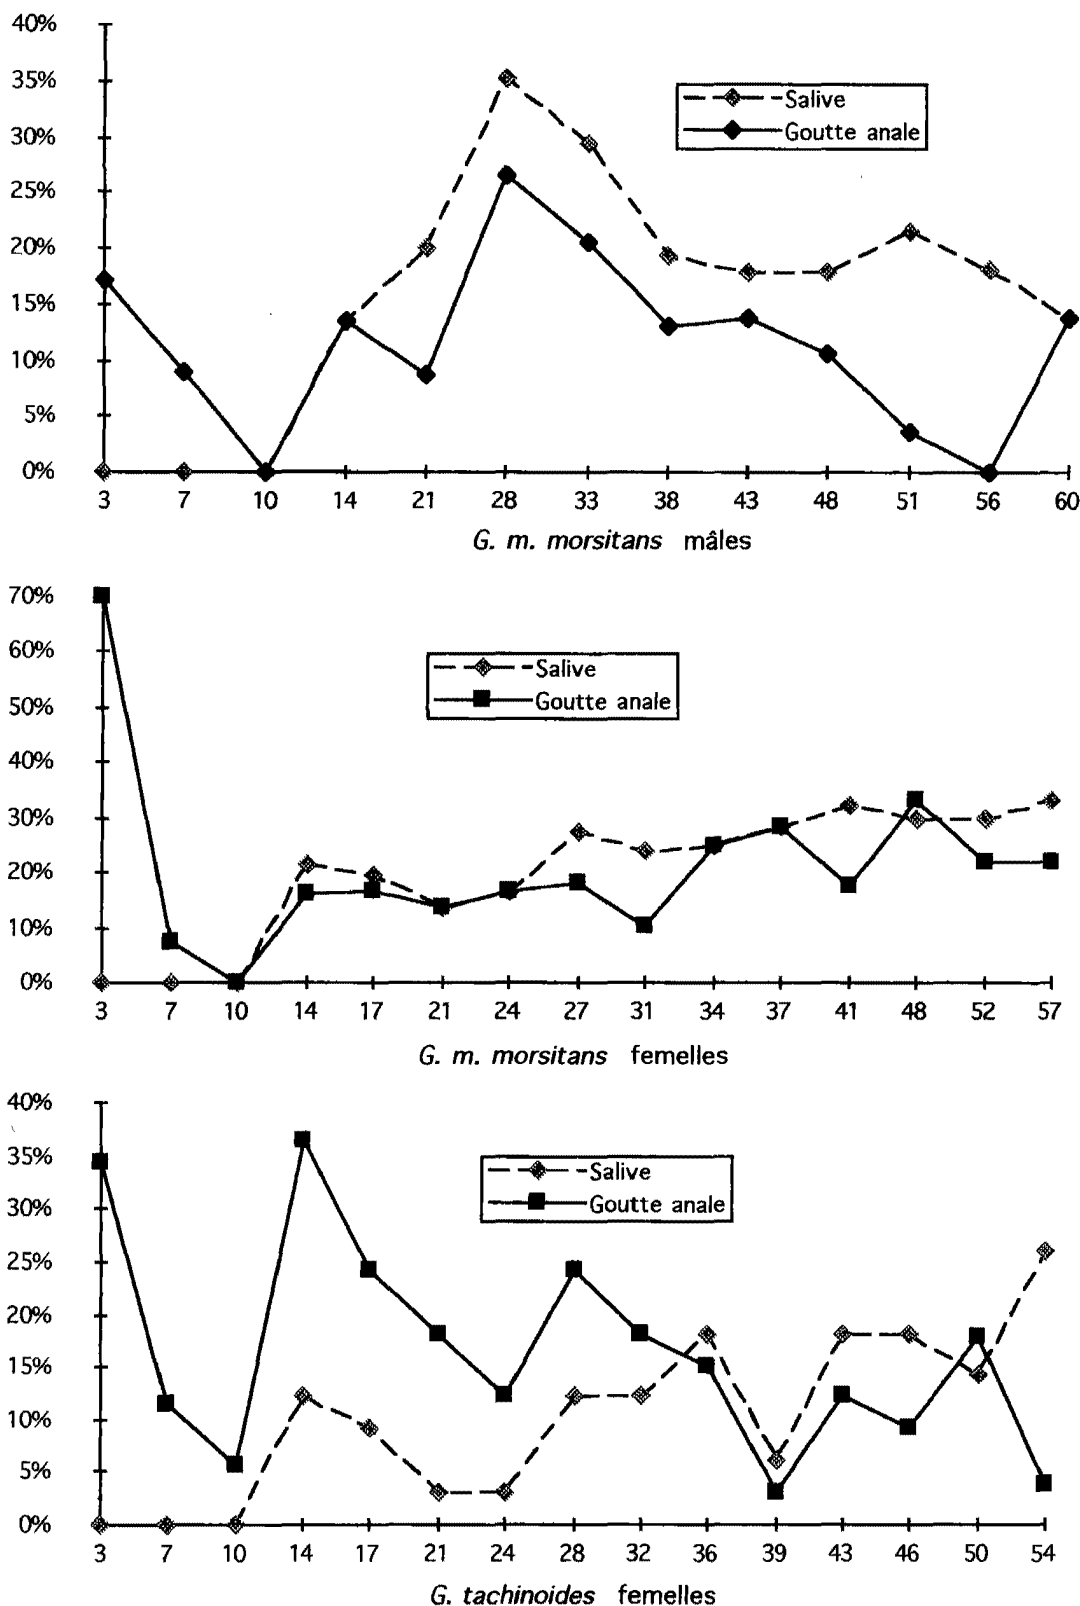 40%
35%
30%
25%
20%
15%
10%
5%
0%
Salive
Goutte anale
3 7 10 14 21 28 33 38 43 48 51 56 60
G. m. morsitans mâles
70%
60%
50%
40%
30%
20%
10%
0%
Salive
Goutte anale
3 7 10 14 17 21 24 27 31 34 37 41 48 52 57
G. m. morsitans femelles
40%
35%
30%
25%
20%
15%
10%
5%
0%
Salive
Goutte anale
3 7 10 14 17 21 24 28 32 36 39 43 46 50 54
G. tachinoides femelles